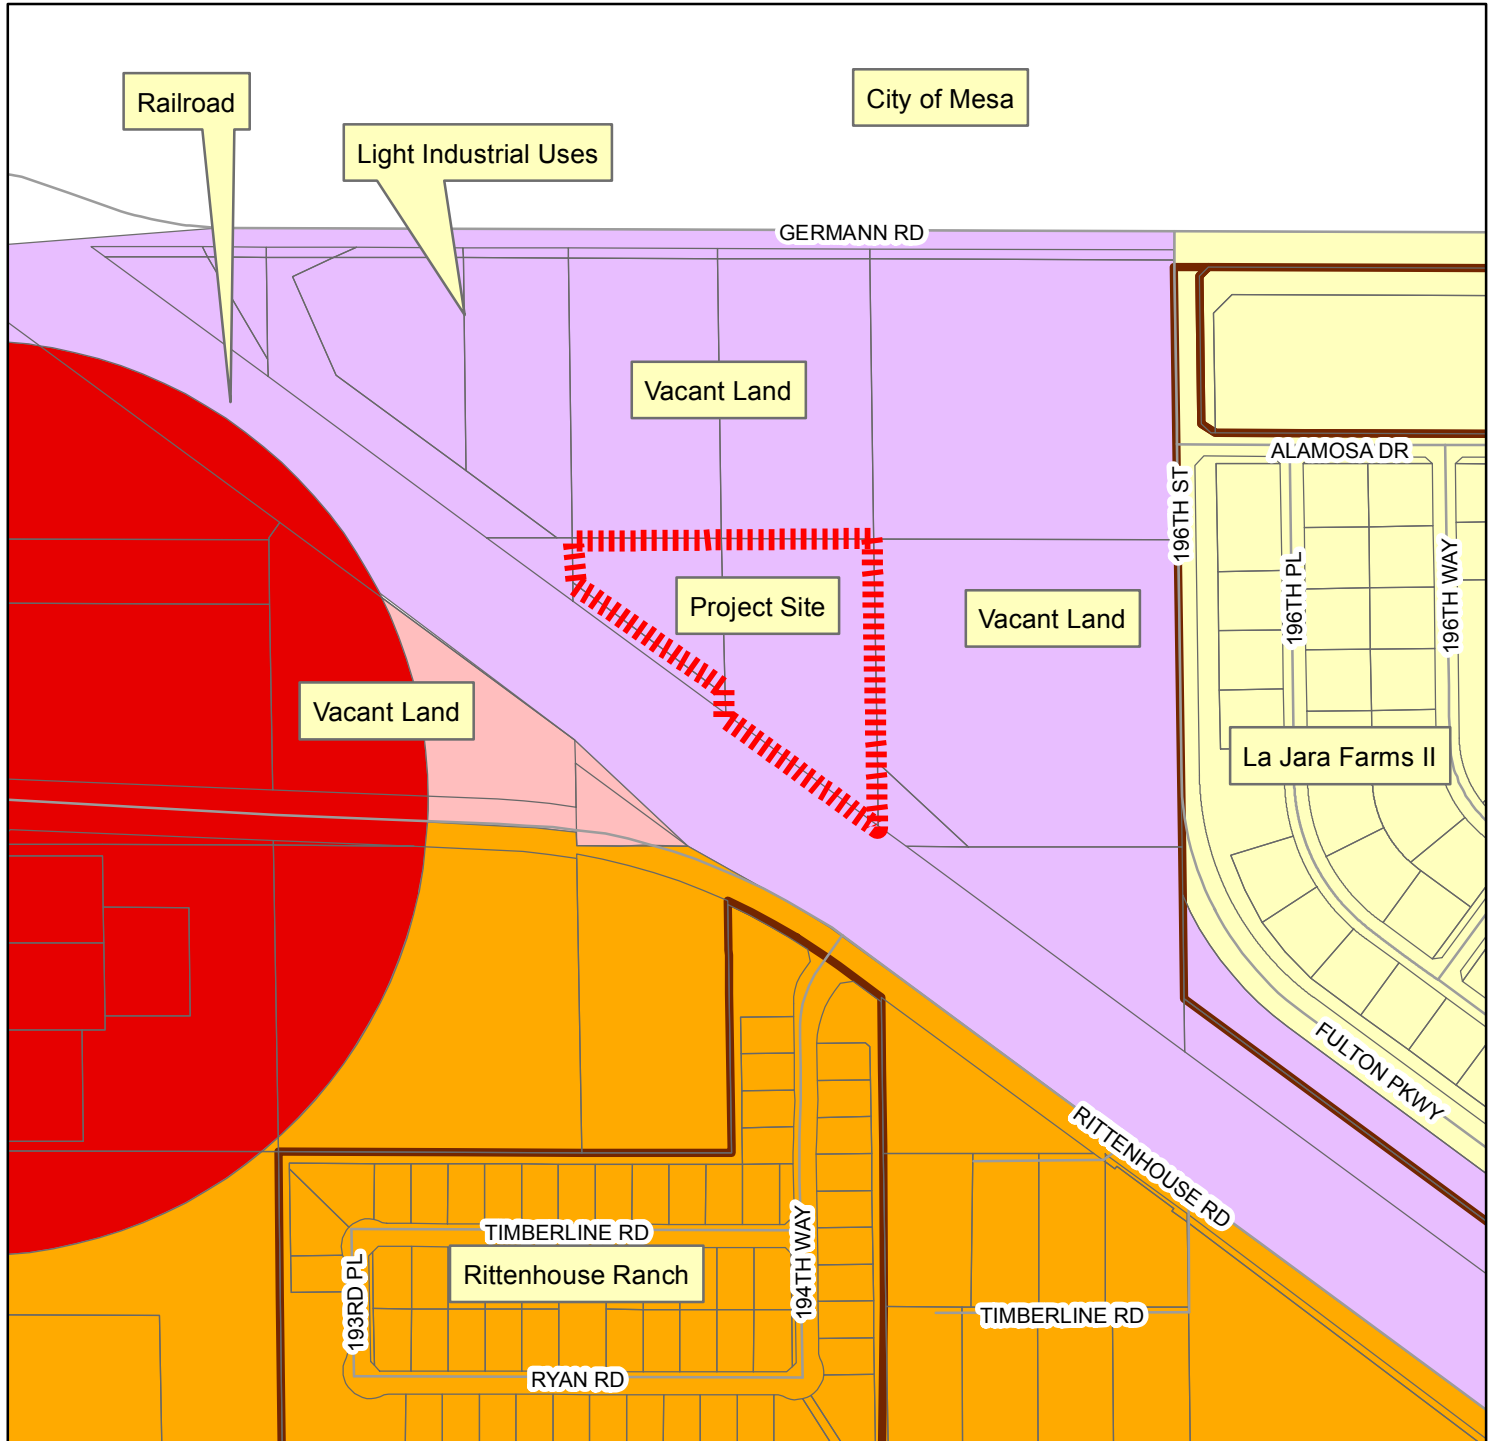 City of Mesa
Railroad
Light Industrial Uses
GERMANN RD
Vacant Land
ALAMOSA DR
196TH ST
196TH PL
196TH WAY
Project Site
Vacant Land
Vacant Land
La Jara Farms II
FULTON PKWY
RITTENHOUSE RD
TIMBERLINE RD
194TH WAY
Rittenhouse Ranch
193RD PL
TIMBERLINE RD
RYAN RD